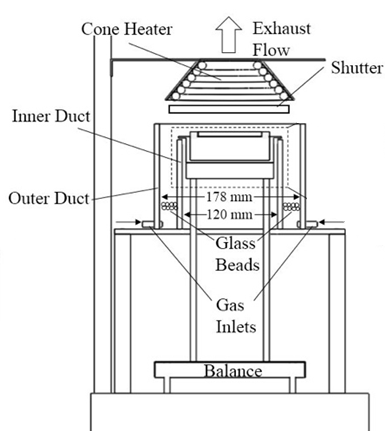 Cone Heater
Exhaust
Flow
Shutter
Inner Duct
Outer Duct
178 mm
120 mm
Glass
Beads
Gas
Inlets
Balance